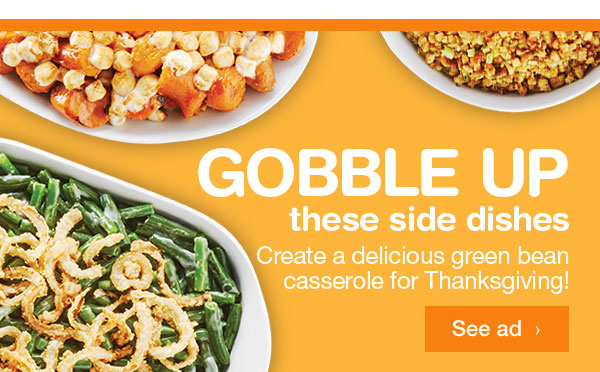 GOBBLE UP
these side dishes
Create a delicious green bean
casserole for Thanksgiving!
See ad ›